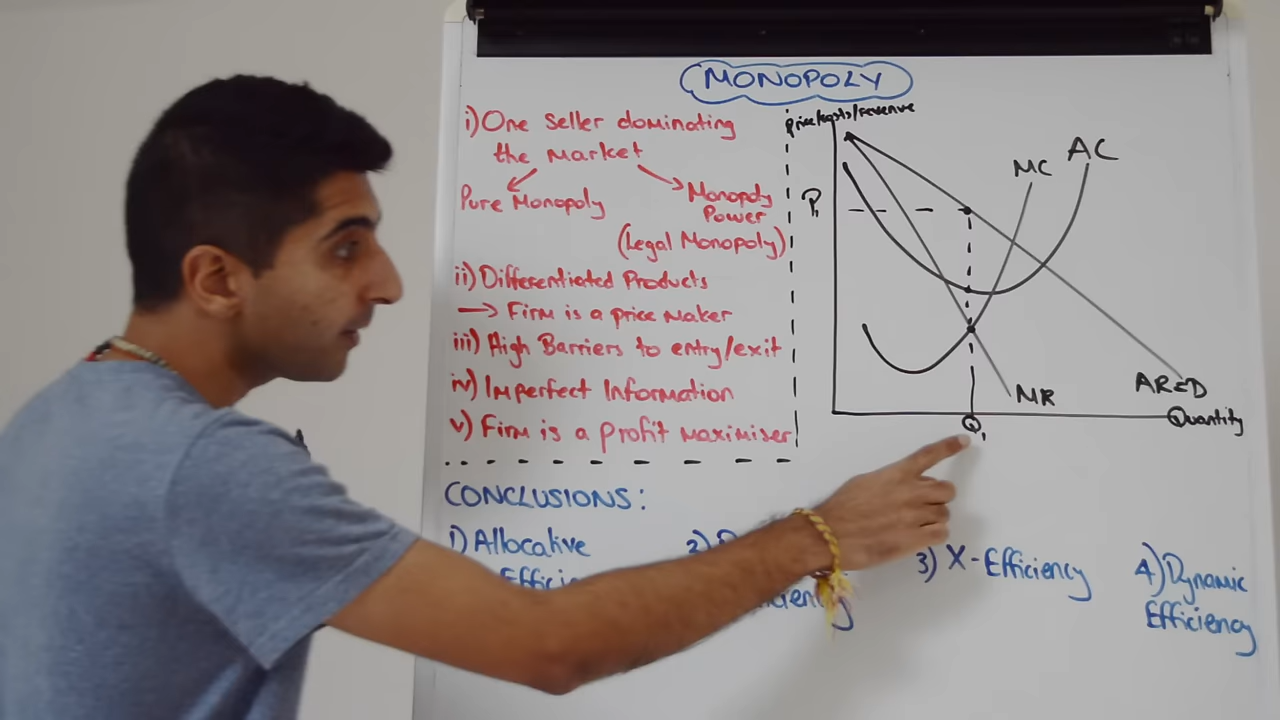 MONOPOLY
i) One seller dominating
the market
Pure Monopoly
Monopoly
Power
(Legal Monopoly)
ii) Differentiated Products
→ Firm is a price maker
iii) High Barriers to entry/exit
iv) Imperfect Information
v) Firm is a profit maximiser
Price/costs/revenue
P1
MC
AC
MR
AR=D
Q1
Quantity
CONCLUSIONS:
1) Allocative
2)
3) X-Efficiency
4) Dynamic
Efficiency